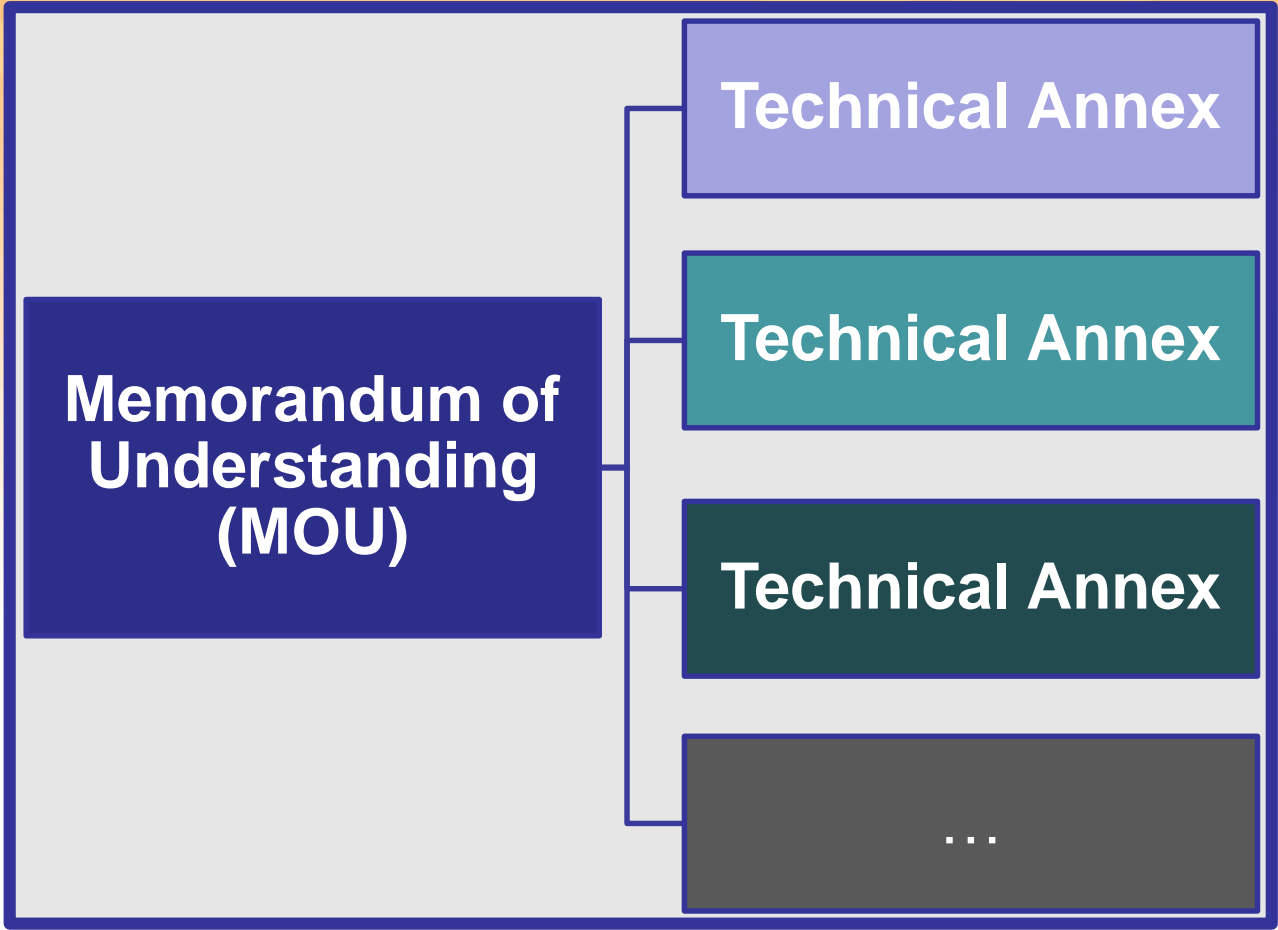 Technical Annex
Technical Annex
Memorandum of
Understanding
(MOU)
Technical Annex
...